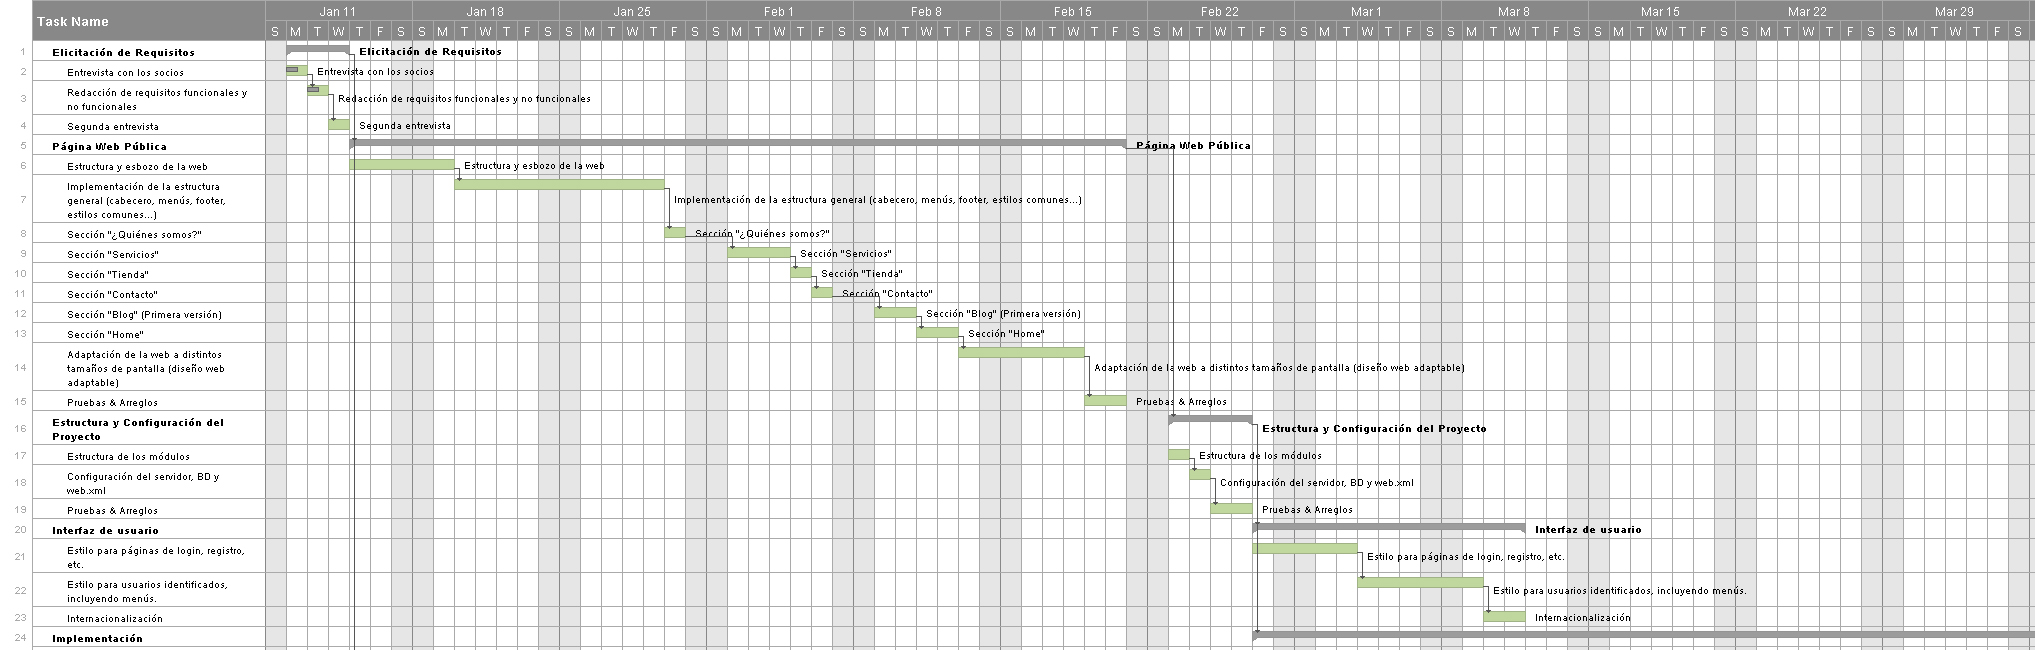 Task Name
Jan 11 Jan 18 Jan 25 Feb 1 Feb 8 Feb 15 Feb 22 Mar 1 Mar 8 Mar 15 Mar 22 Mar 29
S M T W T F S S M T W T F S S M T W T F S S M T W T F S S M T W T F S S M T W T F S S M T W T F S S M T W T F S S M T W T F S S M T W T F S S M T W T F S S M T W T F S
1 Elicitación de Requisitos Elicitación de Requisitos
2 Entrevista con los socios Entrevista con los socios
3 Redacción de requisitos funcionales y
no funcionales
Redacción de requisitos funcionales y no funcionales
4 Segunda entrevista Segunda entrevista
5 Página Web Pública Página Web Pública
6 Estructura y esbozo de la web Estructura y esbozo de la web
7 Implementación de la estructura
general (cabecero, menús, footer,
estilos comunes...)
Implementación de la estructura general (cabecero, menús, footer, estilos comunes...)
8 Sección "¿Quiénes somos?" Sección "¿Quiénes somos?"
9 Sección "Servicios" Sección "Servicios"
10 Sección "Tienda" Sección "Tienda"
11 Sección "Contacto" Sección "Contacto"
12 Sección "Blog" (Primera versión) Sección "Blog" (Primera versión)
13 Sección "Home" Sección "Home"
14 Adaptación de la web a distintos
tamaños de pantalla (diseño web
adaptable)
Adaptación de la web a distintos tamaños de pantalla (diseño web adaptable)
15 Pruebas & Arreglos Pruebas & Arreglos
16 Estructura y Configuración del
Proyecto
Estructura y Configuración del Proyecto
17 Estructura de los módulos Estructura de los módulos
18 Configuración del servidor, BD y
web.xml
Configuración del servidor, BD y web.xml
19 Pruebas & Arreglos Pruebas & Arreglos
20 Interfaz de usuario Interfaz de usuario
21 Estilo para páginas de login, registro,
etc.
Estilo para páginas de login, registro, etc.
22 Estilo para usuarios identificados,
incluyendo menús.
Estilo para usuarios identificados, incluyendo menús.
23 Internacionalización Internacionalización
24 Implementación